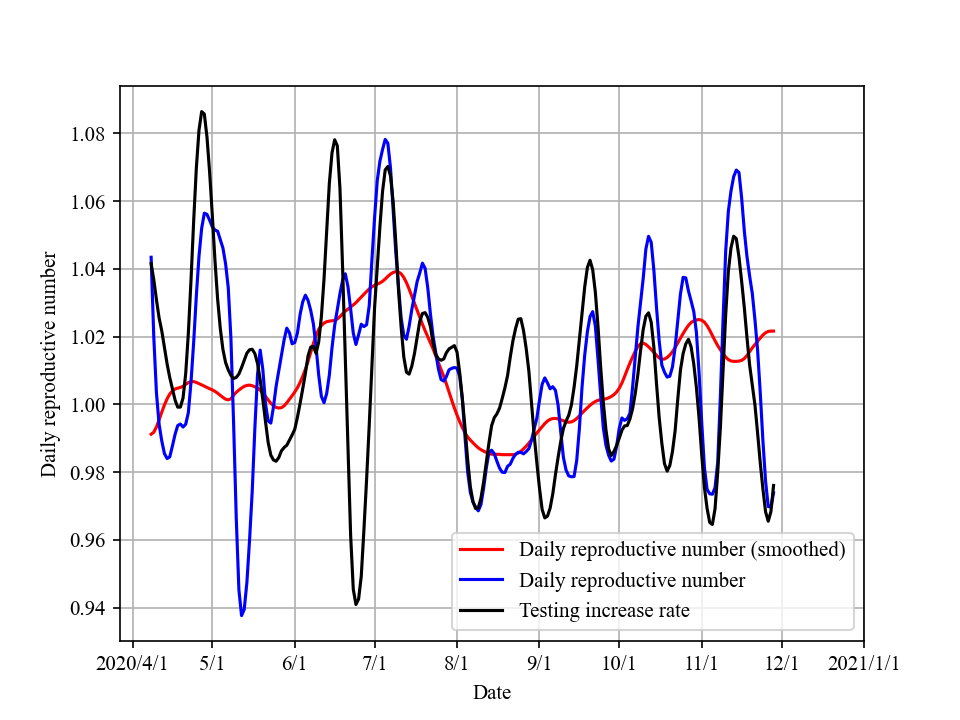 1.08
1.06
1.04
1.02
1.00
0.98
0.96
0.94
Daily reproductive number
Daily reproductive number (smoothed)
Daily reproductive number
Testing increase rate
2020/4/1 5/1 6/1 7/1 8/1 9/1 10/1 11/1 12/1 2021/1/1
Date